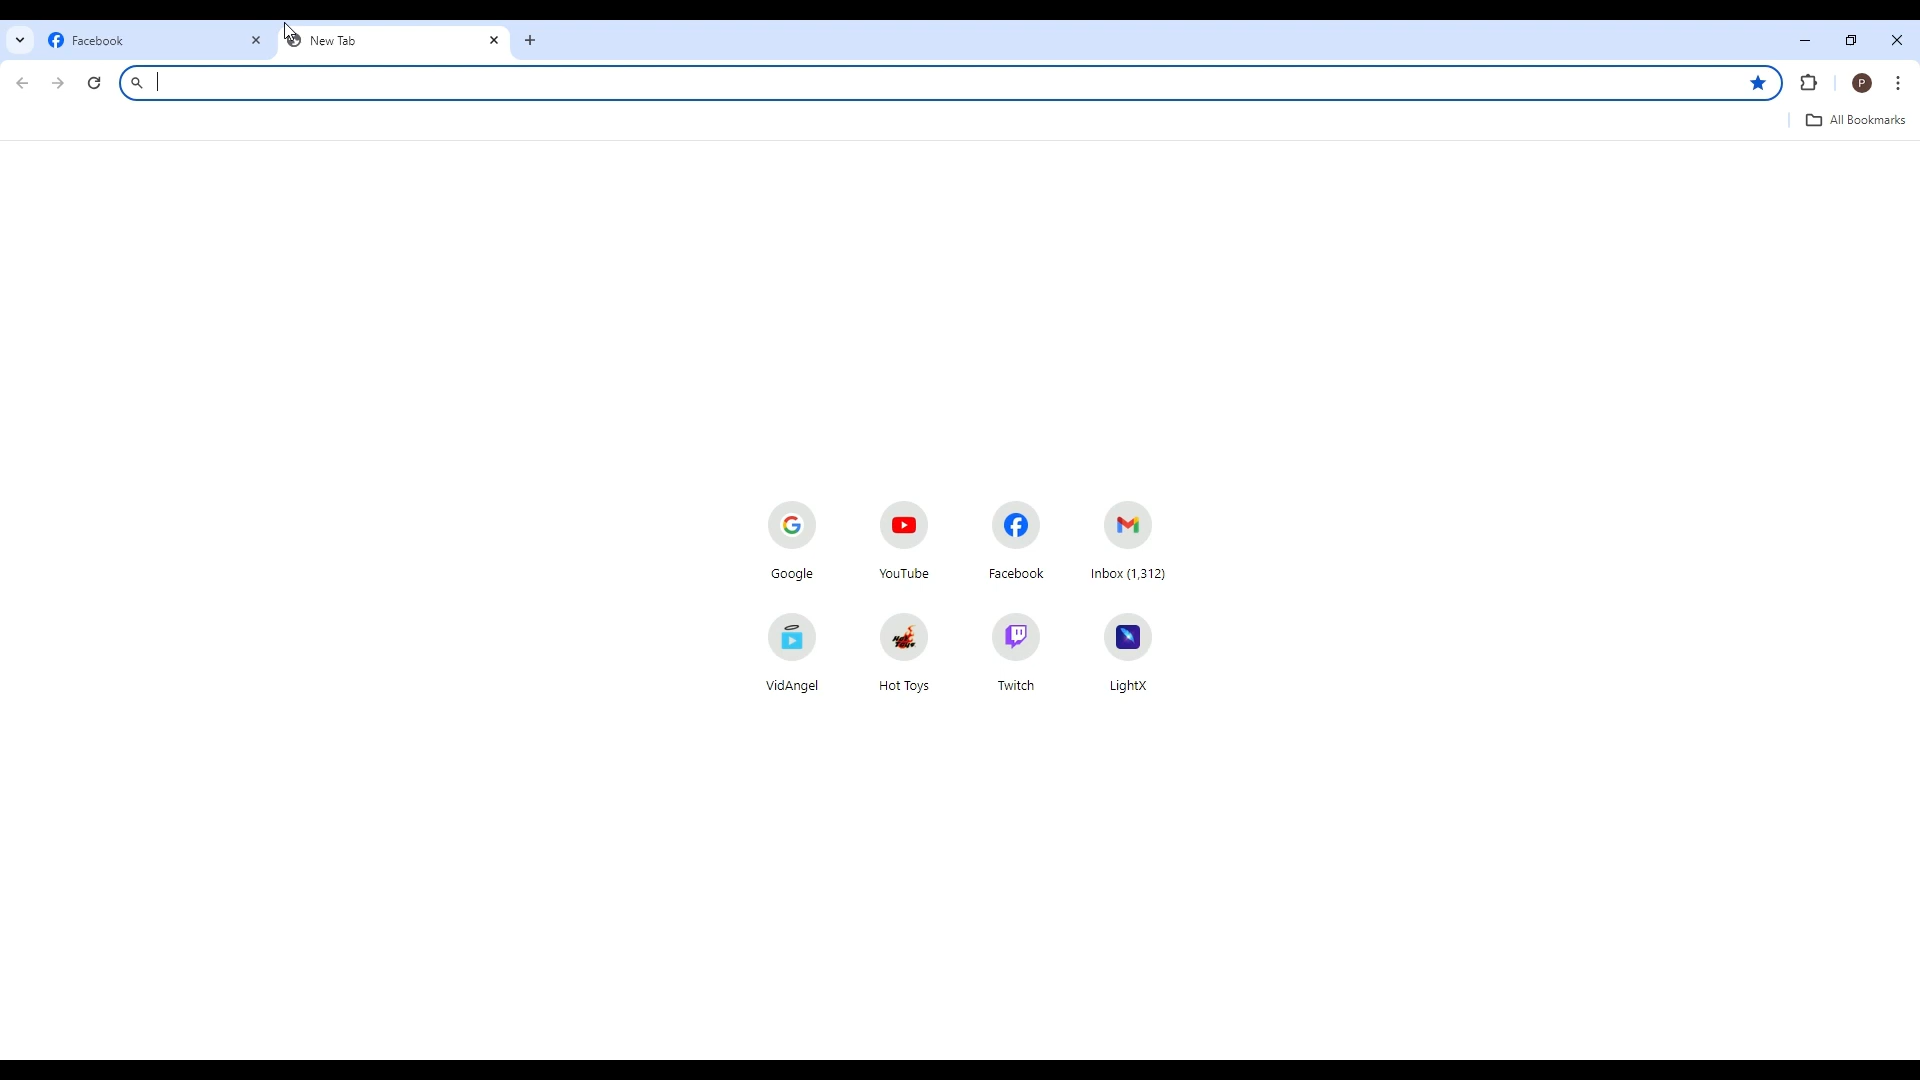 Facebook
New Tab
P
All Bookmarks
Google
YouTube
Facebook
Inbox (1,312)
VidAngel
Hot Toys
Twitch
LightX